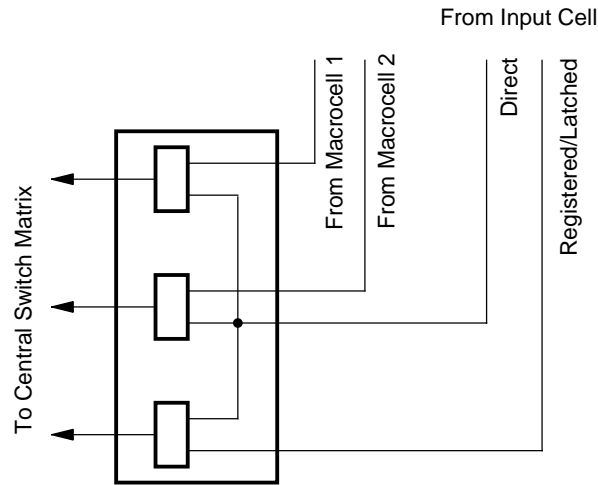 From Input Cell
From Macrocell 1
From Macrocell 2
Direct
Registered/Latched
To Central Switch Matrix